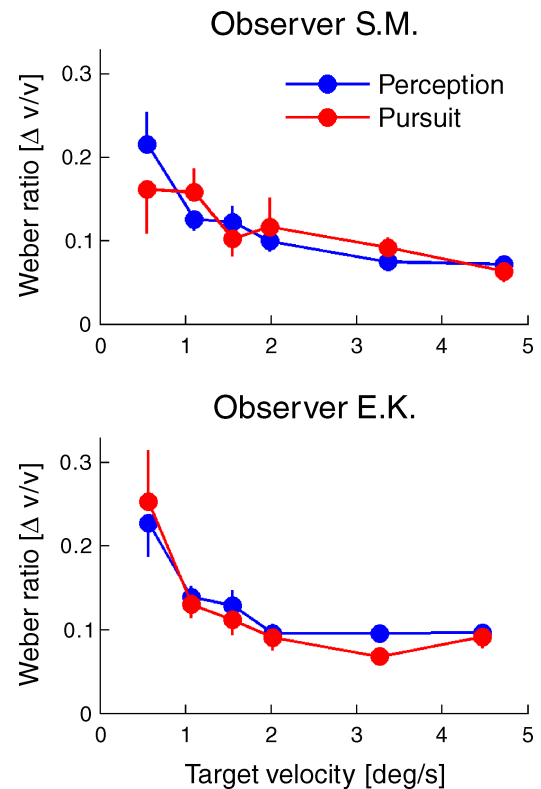 Observer S.M.
Weber ratio [Δ v/v]
0.3
0.2
0.1
0
Perception
Pursuit
0 1 2 3 4 5
Observer E.K.
Weber ratio [Δ v/v]
0.3
0.2
0.1
0
0 1 2 3 4 5
Target velocity [deg/s]